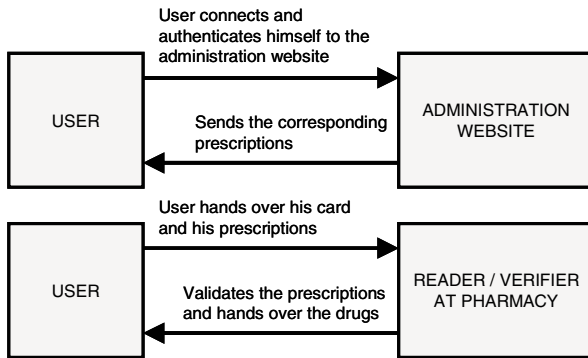 User connects and
authenticates himself to the
administration website
USER
ADMINISTRATION
WEBSITE
Sends the corresponding
prescriptions
User hands over his card
and his prescriptions
USER
READER / VERIFIER
AT PHARMACY
Validates the prescriptions
and hands over the drugs